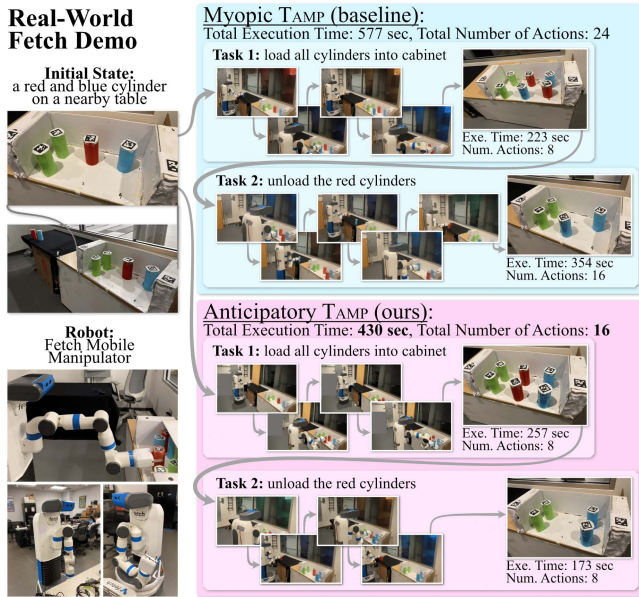 Real-World
Fetch Demo
Initial State:
a red and blue cylinder
on a nearby table
Robot:
Fetch Mobile
Manipulator
Myopic TAMP (baseline):
Total Execution Time: 577 sec, Total Number of Actions: 24
Task 1: load all cylinders into cabinet
Exe. Time: 223 sec
Num. Actions: 8
Task 2: unload the red cylinders
Exe. Time: 354 sec
Num. Actions: 16
Anticipatory TAMP (ours):
Total Execution Time: 430 sec, Total Number of Actions: 16
Task 1: load all cylinders into cabinet
Exe. Time: 257 sec
Num. Actions: 8
Task 2: unload the red cylinders
Exe. Time: 173 sec
Num. Actions: 8